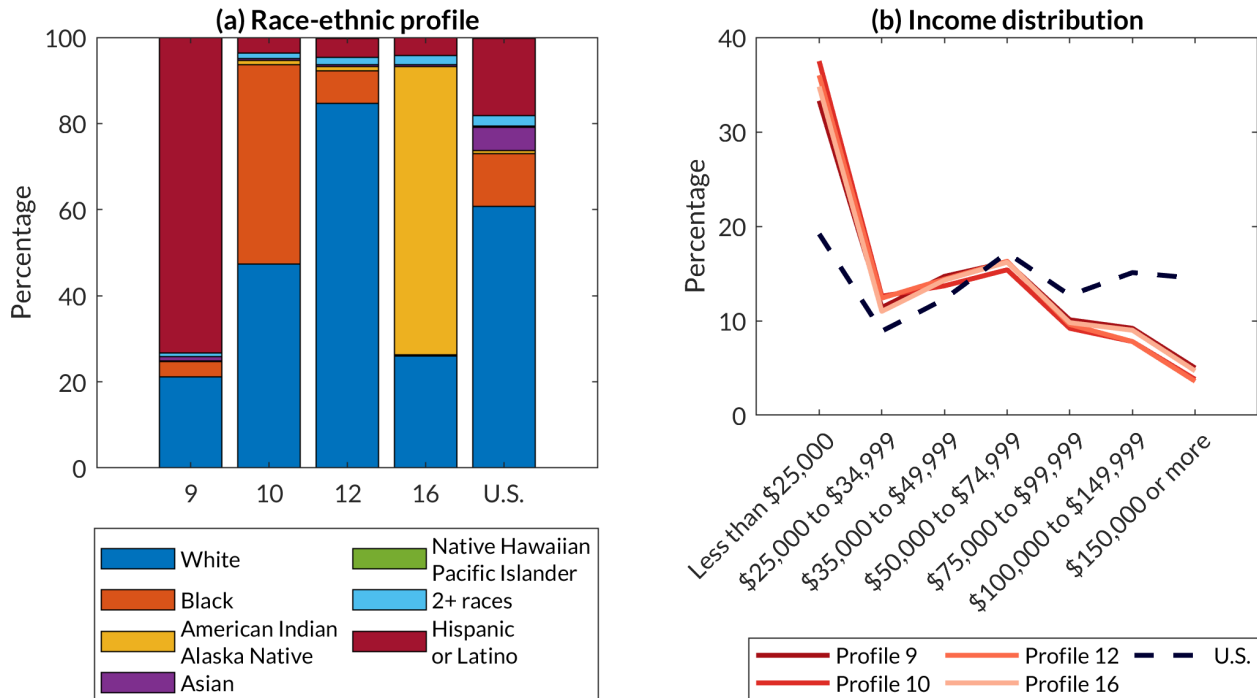 (a) Race-ethnic profile
Percentage
100
80
60
40
20
0
9 10 12 16 U.S.
White
Black
American Indian
Alaska Native
Asian
Native Hawaiian
Pacific Islander
2+ races
Hispanic
or Latino
(b) Income distribution
Percentage
40
30
20
10
0
Less than $25,000
$25,000 to $34,999
$35,000 to $49,999
$50,000 to $74,999
$75,000 to $99,999
$100,000 to $149,999
$150,000 or more
Profile 9
Profile 10
Profile 12
Profile 16
U.S.